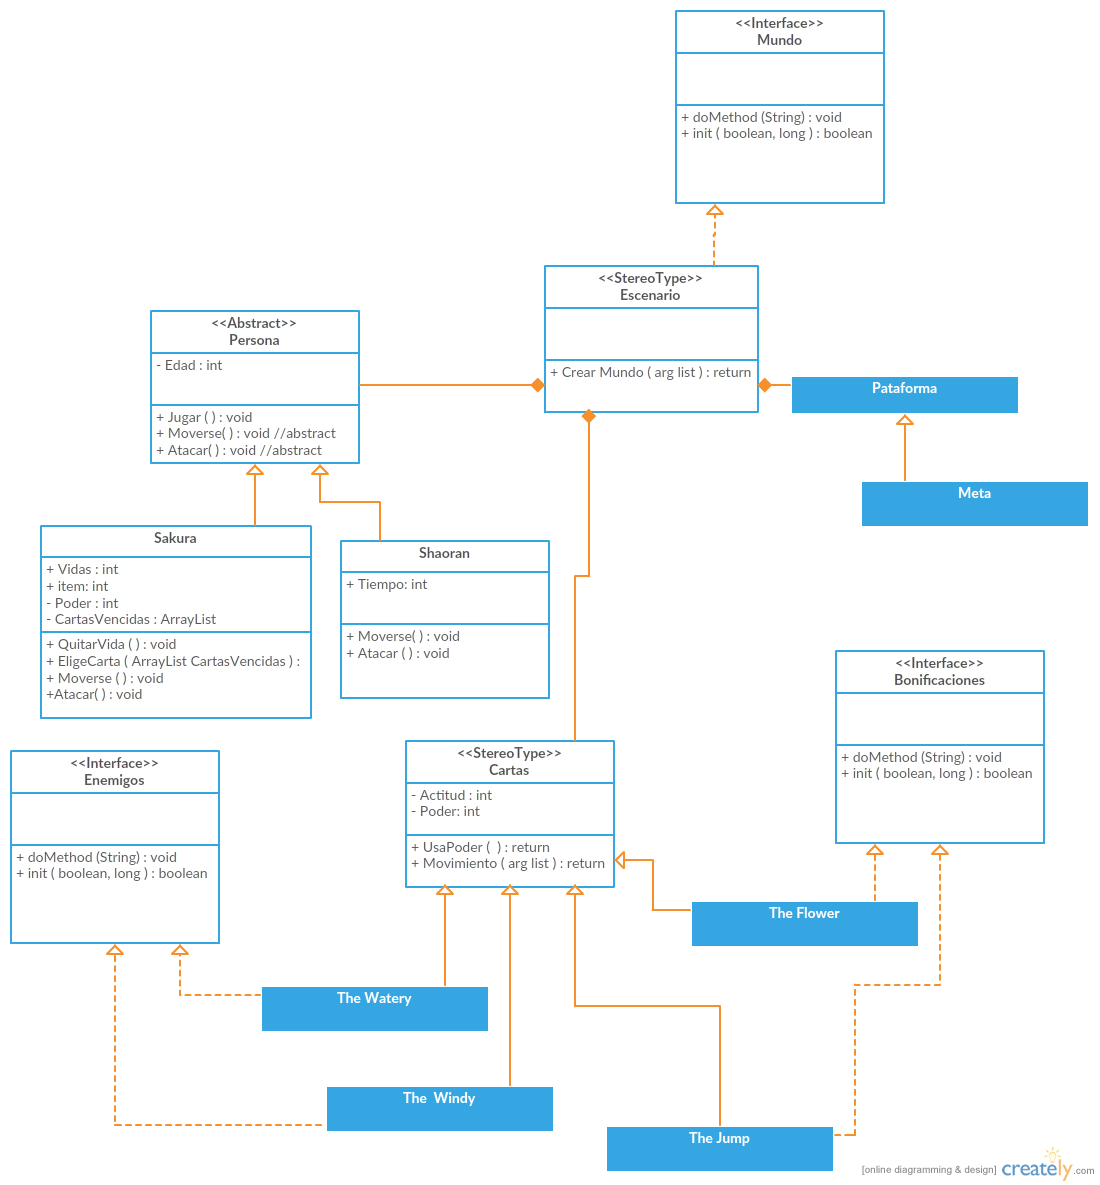 <<Interface>>
Mundo
+ doMethod (String) : void
+ init ( boolean, long ) : boolean
<<StereoType>>
Escenario
+ Crear Mundo ( arg list ) : return
<<Abstract>>
Persona
- Edad : int
+ Jugar ( ) : void
+ Moverse( ) : void //abstract
+ Atacar( ) : void //abstract
Pataforma
Meta
Sakura
+ Vidas : int
+ item: int
- Poder : int
- CartasVencidas : ArrayList
+ QuitarVida ( ) : void
+ EligeCarta ( ArrayList CartasVencidas ) :
+ Moverse ( ) : void
+Atacar( ) : void
Shaoran
+ Tiempo: int
+ Moverse( ) : void
+ Atacar ( ) : void
<<Interface>>
Bonificaciones
+ doMethod (String) : void
+ init ( boolean, long ) : boolean
<<Interface>>
Enemigos
+ doMethod (String) : void
+ init ( boolean, long ) : boolean
<<StereoType>>
Cartas
- Actitud : int
- Poder: int
+ UsaPoder (  ) : return
+ Movimiento ( arg list ) : return
The Flower
The Watery
The  Windy
The Jump
[online diagramming & design] creately.com